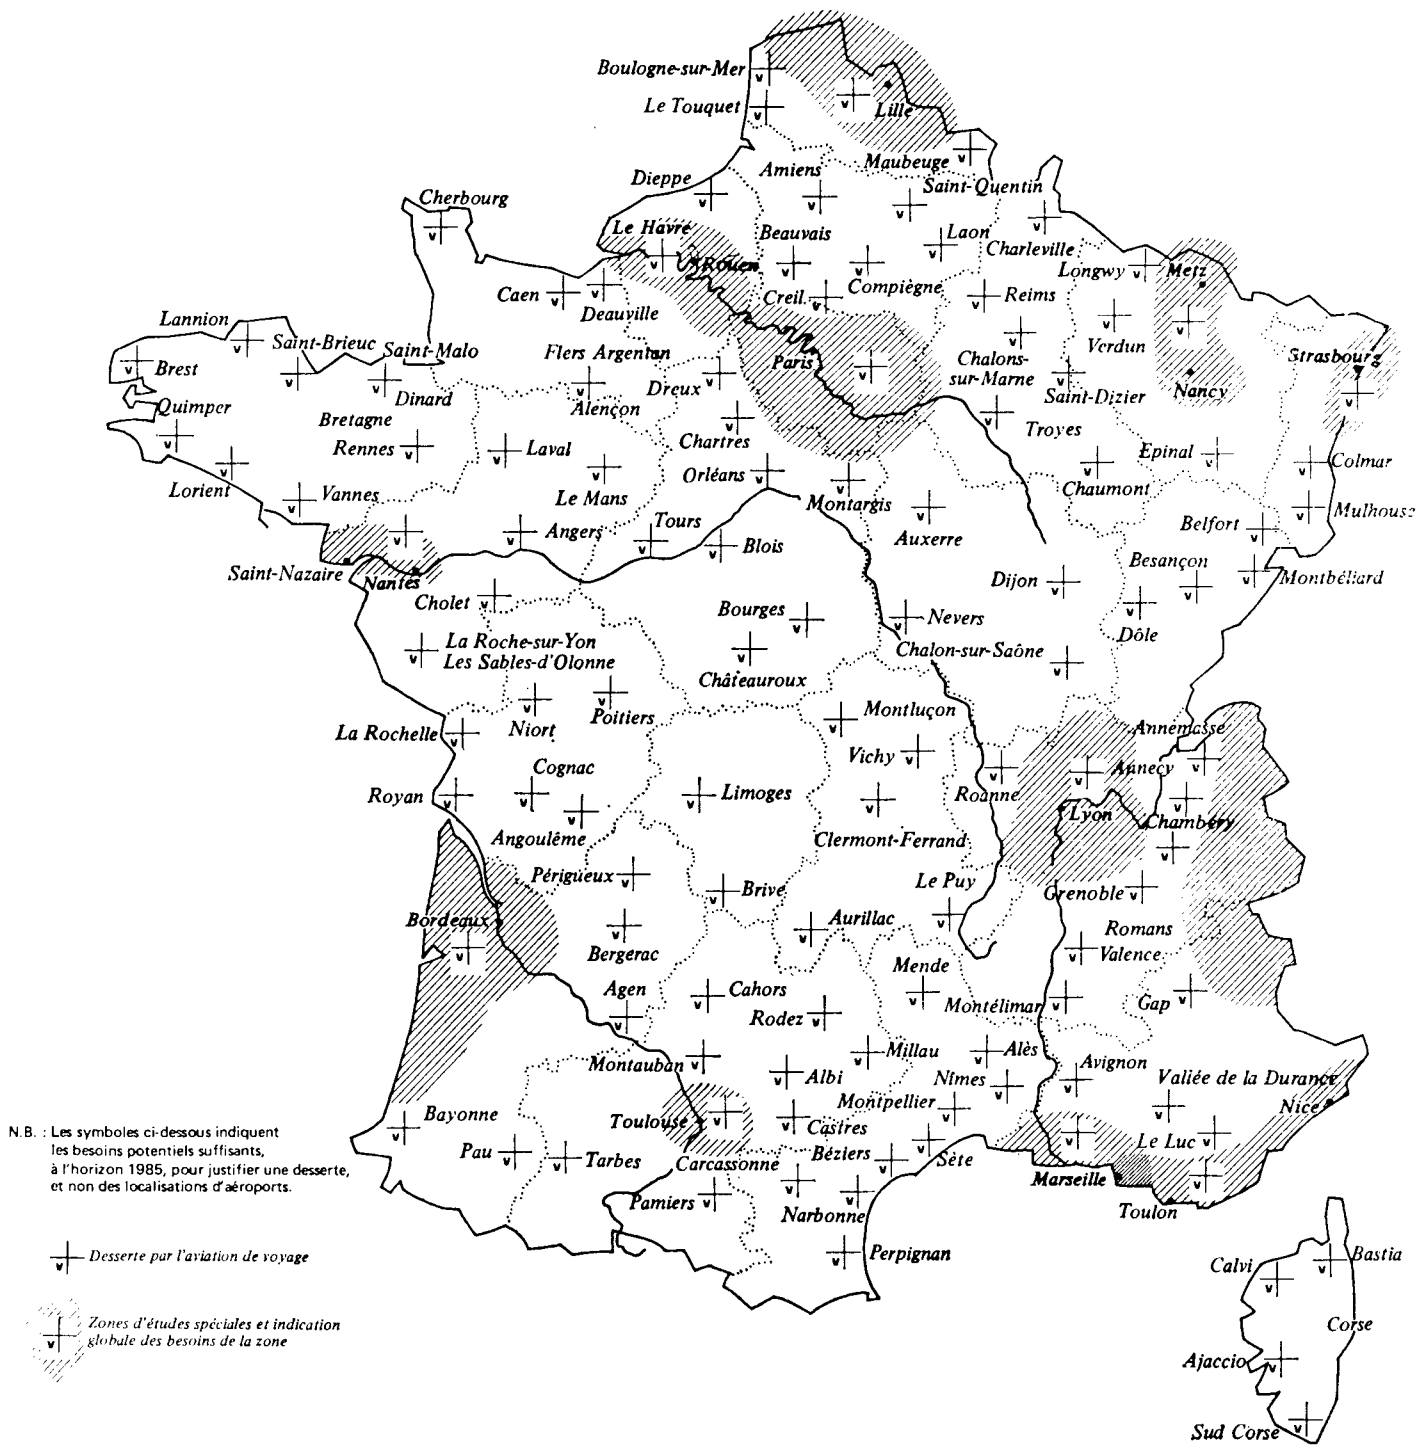 Boulogne-sur-Mer
Le Touquet
Lille
Maubeuge
Dieppe
Amiens
Saint-Quentin
Cherbourg
Le Havre
Beauvais
Laon
Charleville
Rouen
Longwy
Metz
Caen
Deauville
Creil
Compiègne
Reims
Lannion
Saint-Brieuc
Saint-Malo
Flers Argentan
Paris
Chalons-
sur-Marne
Verdun
Strasbourg
Brest
Dinard
Alençon
Dreux
Saint-Dizier
Nancy
Quimper
Bretagne
Rennes
Laval
Chartres
Troyes
Epinal
Colmar
Lorient
Vannes
Le Mans
Orléans
Montargis
Chaumont
Mulhouse
Angers
Tours
Blois
Auxerre
Belfort
Saint-Nazaire
Nantes
Dijon
Besançon
Montbéliard
Cholet
Bourges
Nevers
Dôle
La Roche-sur-Yon
Les Sables-d'Olonne
Châteauroux
Chalon-sur-Saône
Niort
Poitiers
Montluçon
La Rochelle
Vichy
Annemasse
Royan
Cognac
Limoges
Roanne
Annecy
Angoulême
Clermont-Ferrand
Lyon
Chambéry
Périgueux
Brive
Le Puy
Grenoble
Bordeaux
Bergerac
Aurillac
Romans
Valence
Agen
Cahors
Rodez
Mende
Montélimar
Gap
Montauban
Albi
Millau
Alès
Nîmes
Avignon
Vallée de la Durance
Nice
Bayonne
Toulouse
Castres
Montpellier
Le Luc
Pau
Tarbes
Carcassonne
Béziers
Sète
Marseille
Toulon
Pamiers
Narbonne
Perpignan
N.B. : Les symboles ci-dessous indiquent
les besoins potentiels suffisants,
à l'horizon 1985, pour justifier une desserte,
et non des localisations d'aéroports.
v Desserte par l'aviation de voyage
v Zones d'études spéciales et indication
globale des besoins de la zone
Calvi
Bastia
Corse
Ajaccio
Sud Corse